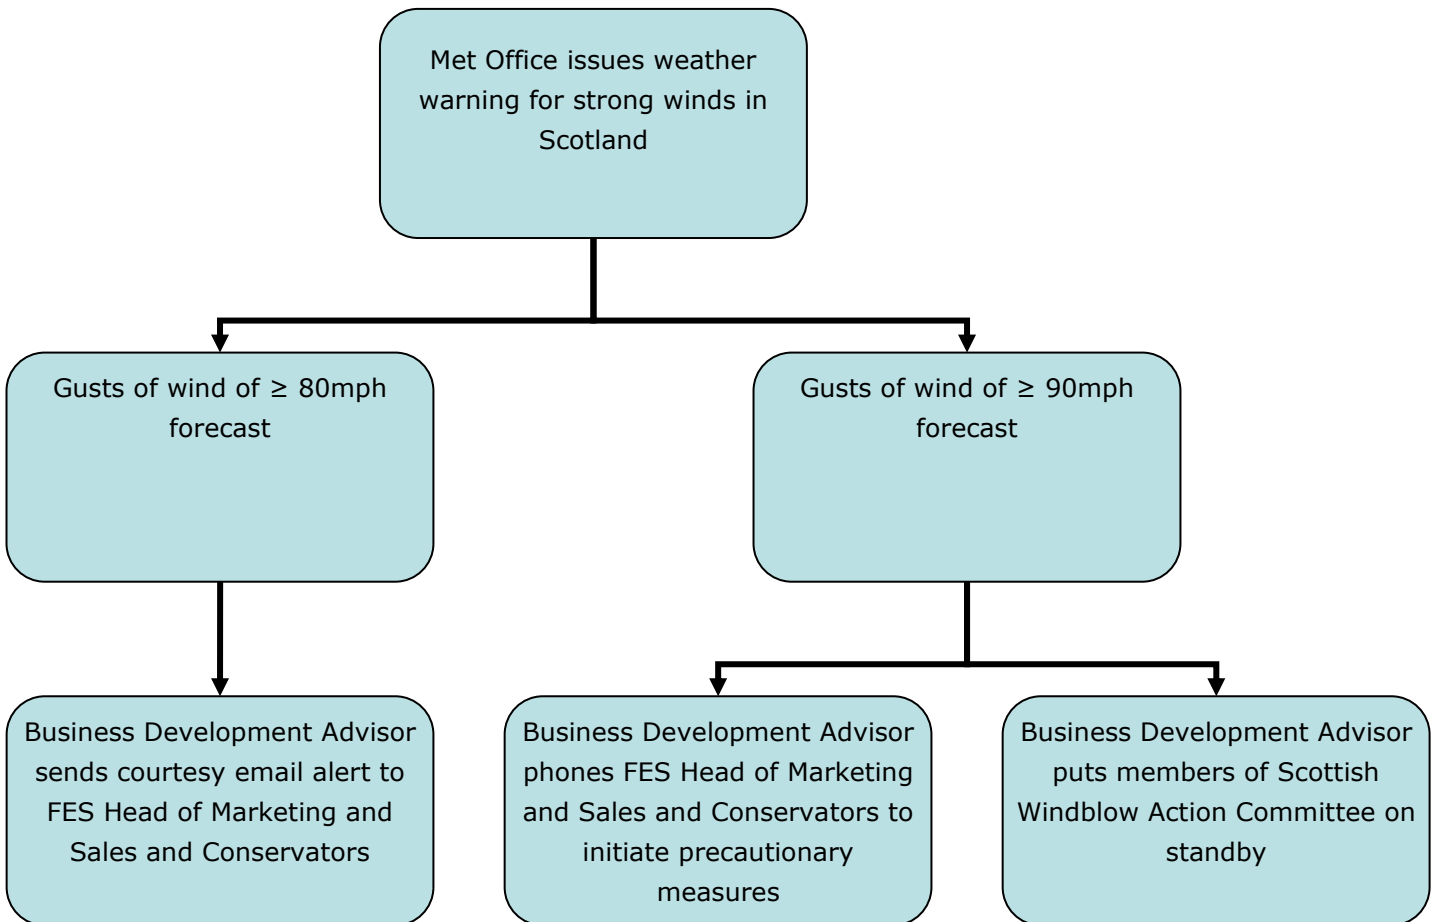 Met Office issues weather
warning for strong winds in
Scotland
Gusts of wind of ≥ 80mph
forecast
Gusts of wind of ≥ 90mph
forecast
Business Development Advisor
sends courtesy email alert to
FES Head of Marketing and
Sales and Conservators
Business Development Advisor
phones FES Head of Marketing
and Sales and Conservators to
initiate precautionary
measures
Business Development Advisor
puts members of Scottish
Windblow Action Committee on
standby